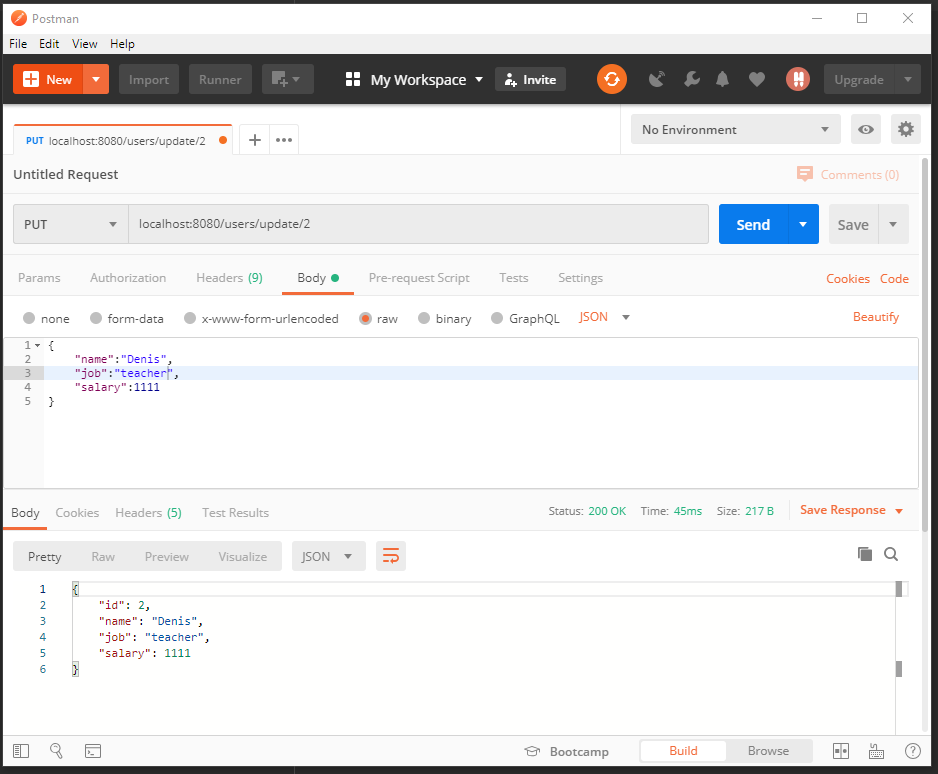 Postman
File Edit View Help
New Import Runner My Workspace Invite Upgrade
PUT localhost:8080/users/update/2 No Environment
Untitled Request Comments (0)
PUT localhost:8080/users/update/2 Send Save
Params Authorization Headers (9) Body Pre-request Script Tests Settings Cookies Code
none form-data x-www-form-urlencoded raw binary GraphQL JSON Beautify
1 {
2 "name":"Denis",
3 "job":"teacher",
4 "salary":1111
5 }
Body Cookies Headers (5) Test Results Status: 200 OK Time: 45ms Size: 217 B Save Response
Pretty Raw Preview Visualize JSON
1 {
2 "id": 2,
3 "name": "Denis",
4 "job": "teacher",
5 "salary": 1111
6 }
Bootcamp Build Browse